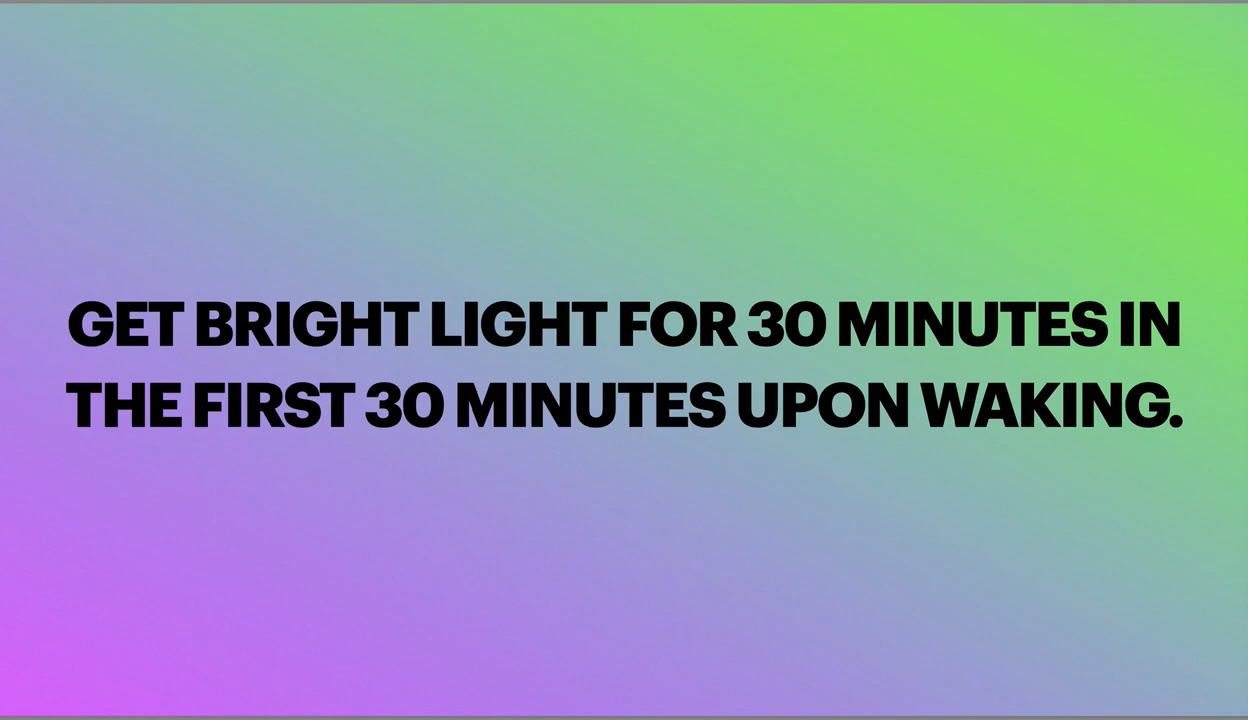 GET BRIGHT LIGHT FOR 30 MINUTES IN
THE FIRST 30 MINUTES UPON WAKING.